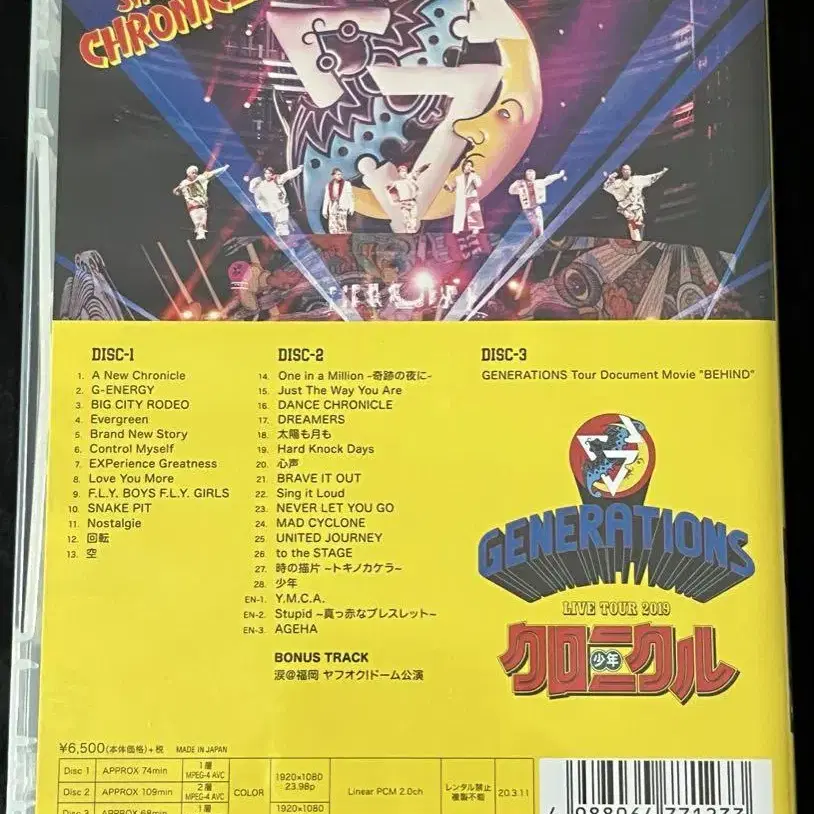 CHRONIC
DISC-1
1. A New Chronicle
2. G-ENERGY
3. BIG CITY RODEO
4. Evergreen
5. Brand New Story
6. Control Myself
7. EXPerience Greatness
8. Love You More
9. F.L.Y. BOYS F.L.Y. GIRLS
10. SNAKE PIT
11. Nostalgie
12. 回転
13. 空
DISC-2
14. One in a Million -奇跡の夜に-
15. Just The Way You Are
16. DANCE CHRONICLE
17. DREAMERS
18. 太陽も月も
19. Hard Knock Days
20. 心声
21. BRAVE IT OUT
22. Sing it Loud
23. NEVER LET YOU GO
24. MAD CYCLONE
25. UNITED JOURNEY
26. to the STAGE
27. 時の描片 ~トキノカケラ~
28. 少年
EN-1. Y.M.C.A.
EN-2. Stupid ~真っ赤なブレスレット~
EN-3. AGEHA
BONUS TRACK
涙@福岡 ヤフオク!ドーム公演
DISC-3
GENERATIONS Tour Document Movie "BEHIND"
GENERATIONS
LIVE TOUR 2019
少年
クロニクル
¥6,500(本体価格)+税 MADE IN JAPAN
Disc 1 APPROX 74min 1層 MPEG-4 AVC
Disc 2 APPROX 109min 2層 MPEG-4 AVC
Disc 3 APPROX 68min 1層
COLOR
1920×1080 23.98p
1920×1080
Linear PCM 2.0ch
レンタル禁止
複製不能
20.3.11
4 988064 771233